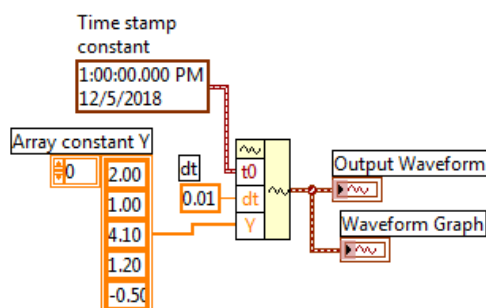 Time stamp
constant
1:00:00.000 PM
12/5/2018
Array constant Y
0
2.00
1.00
4.10
1.20
-0.50
dt
0.01
t0
dt
Y
Output Waveform
Waveform Graph